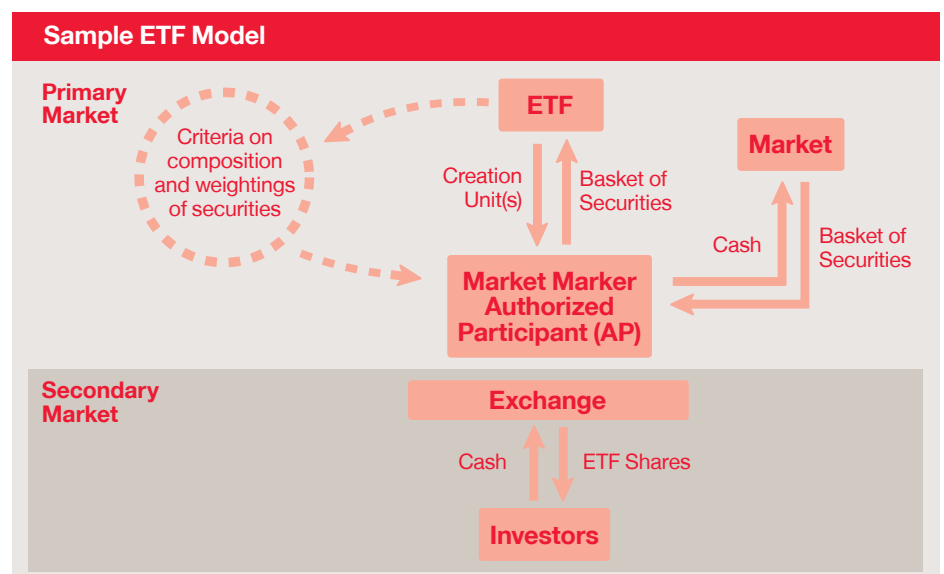 Sample ETF Model
Primary
Market
Criteria on
composition
and weightings
of securities
ETF
Creation
Unit(s)
Basket of
Securities
Market
Cash
Basket of
Securities
Market Marker
Authorized
Participant (AP)
Secondary
Market
Exchange
Cash
ETF Shares
Investors